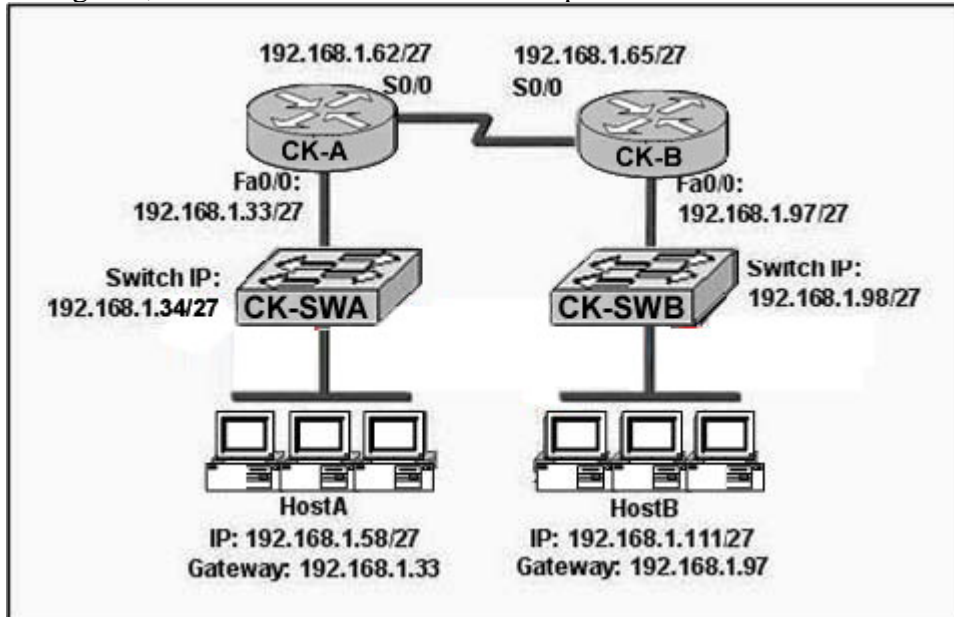 192.168.1.62/27
192.168.1.65/27
S0/0
S0/0
CK-A
CK-B
Fa0/0:
192.168.1.33/27
Fa0/0:
192.168.1.97/27
Switch IP:
192.168.1.34/27
CK-SWA
CK-SWB
Switch IP:
192.168.1.98/27
HostA
IP: 192.168.1.58/27
Gateway: 192.168.1.33
HostB
IP: 192.168.1.111/27
Gateway: 192.168.1.97